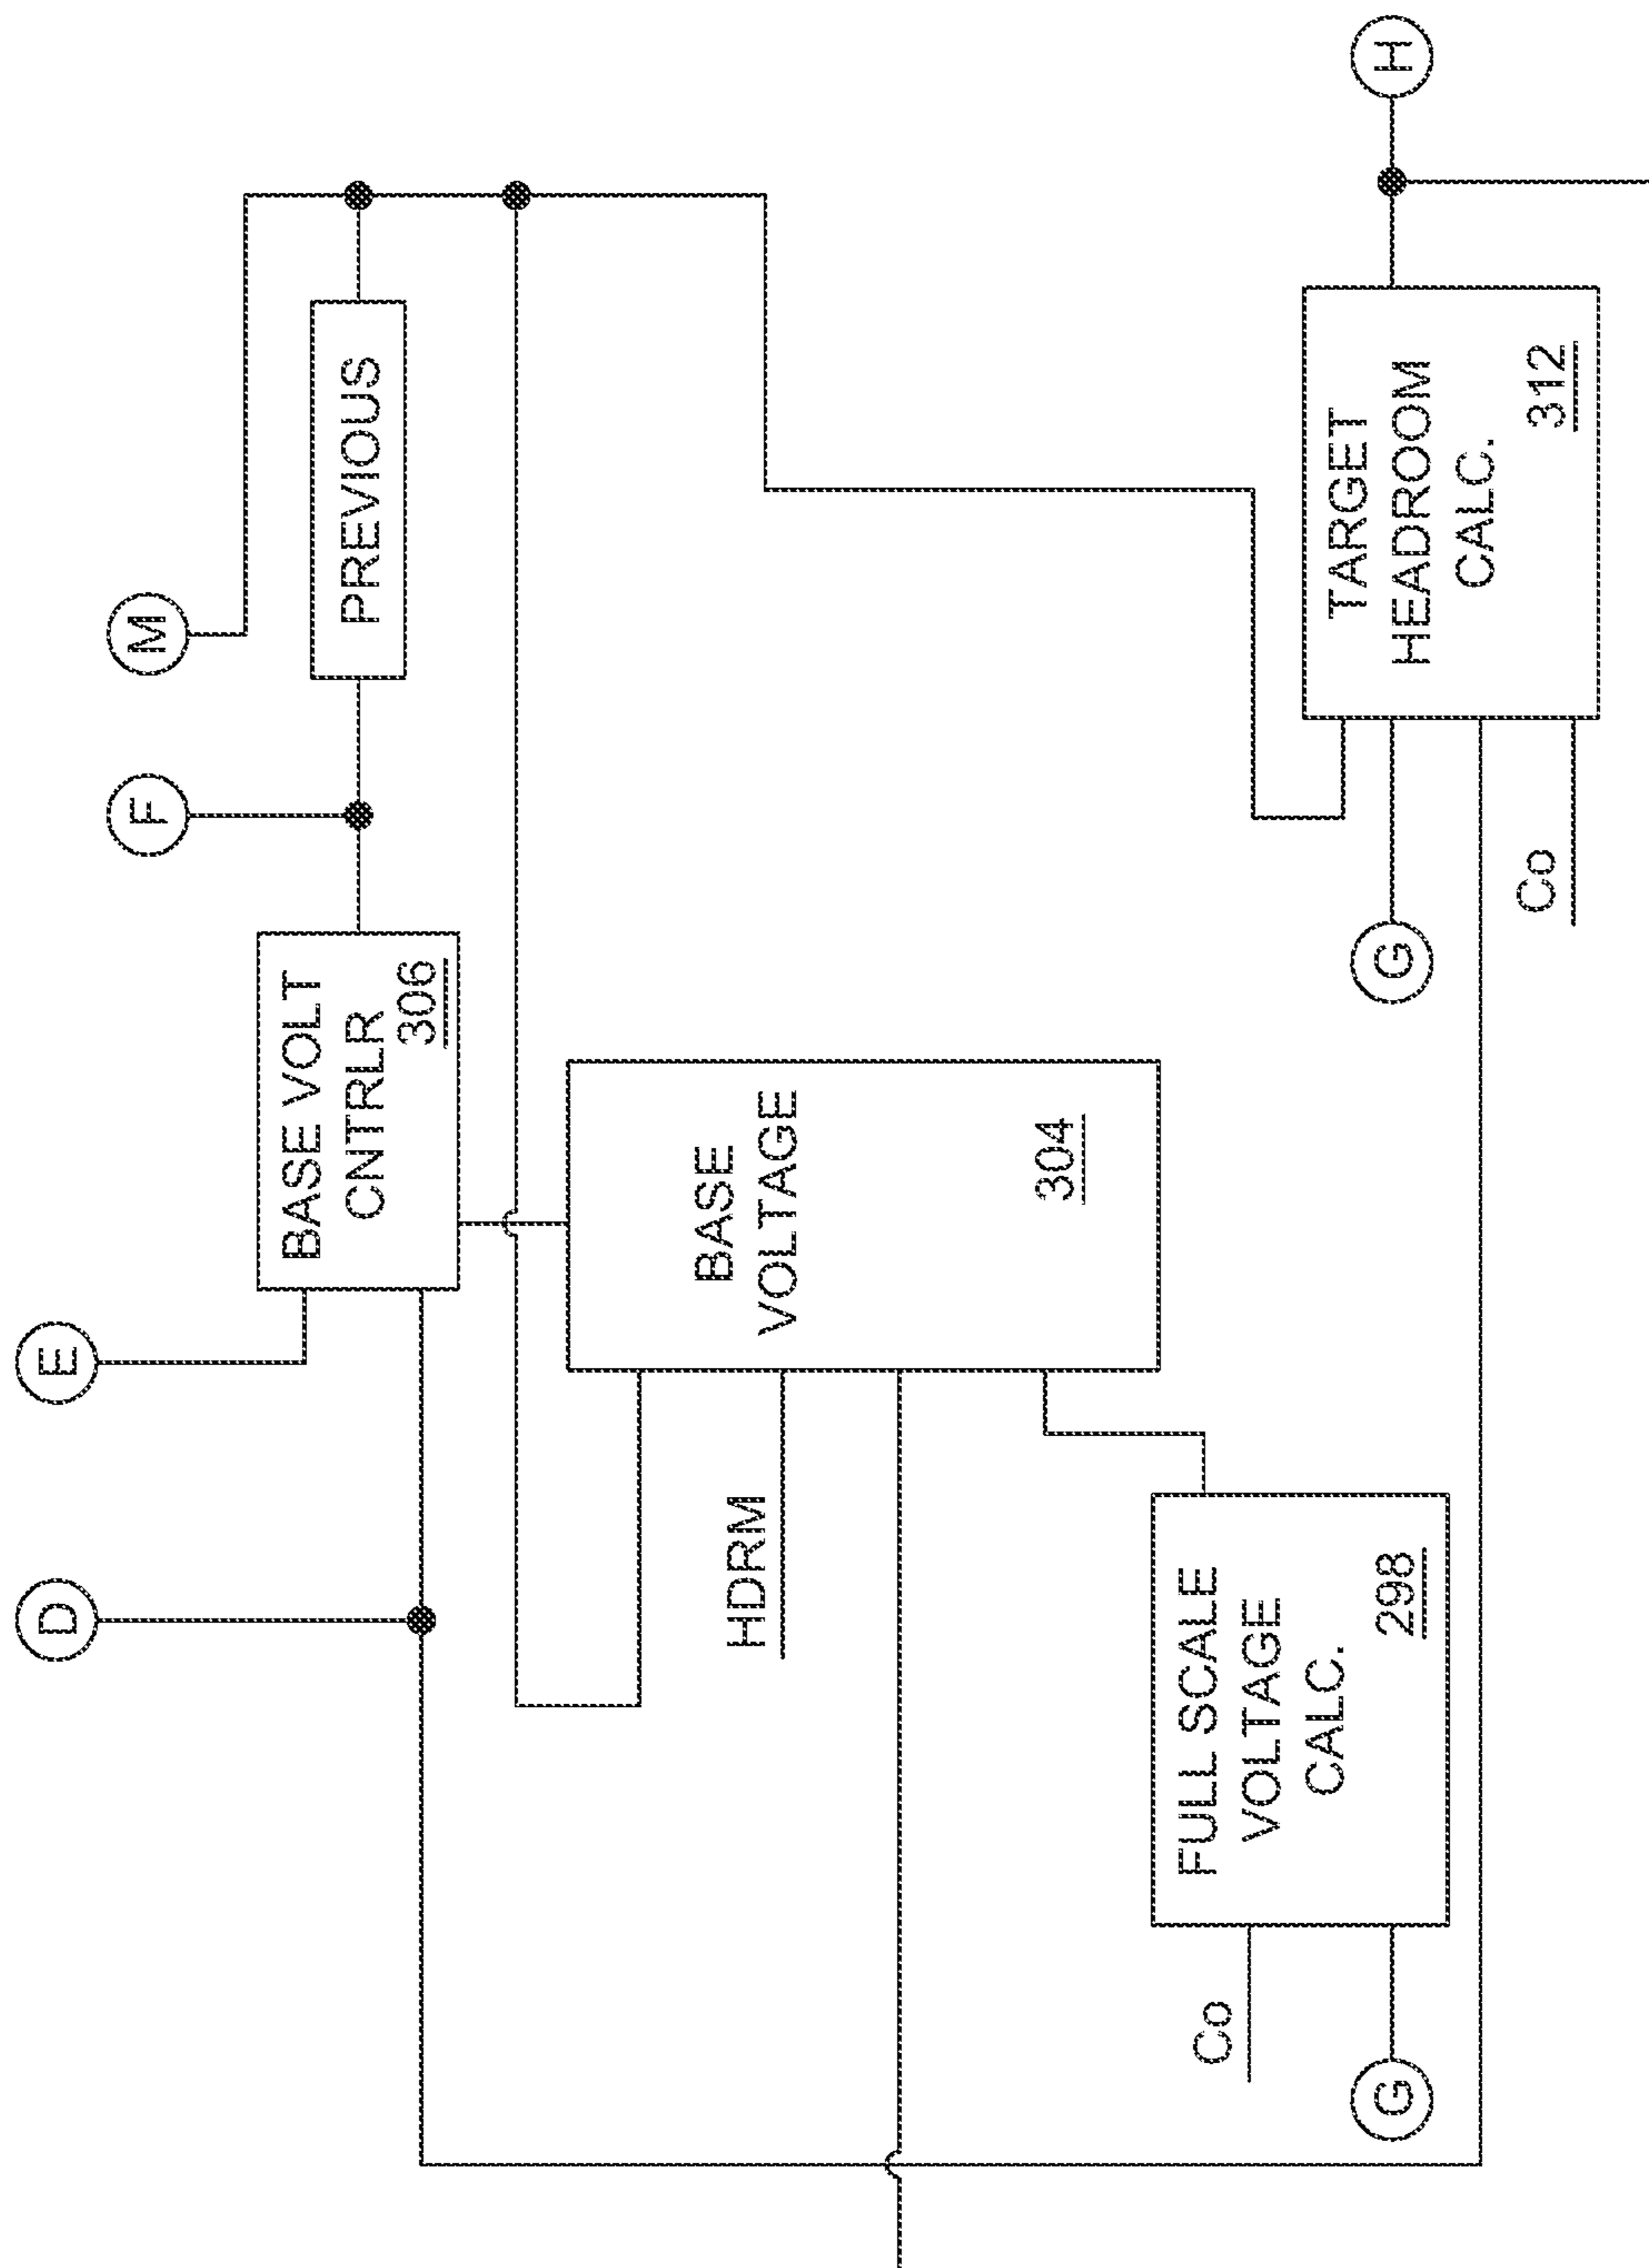 D
E
F
M
BASE VOLT
CNTRLR
306
PREVIOUS
HDRM
BASE
VOLTAGE
304
Co
G
FULL SCALE
VOLTAGE
CALC.
298
G
Co
TARGET
HEADROOM
CALC.
312
H